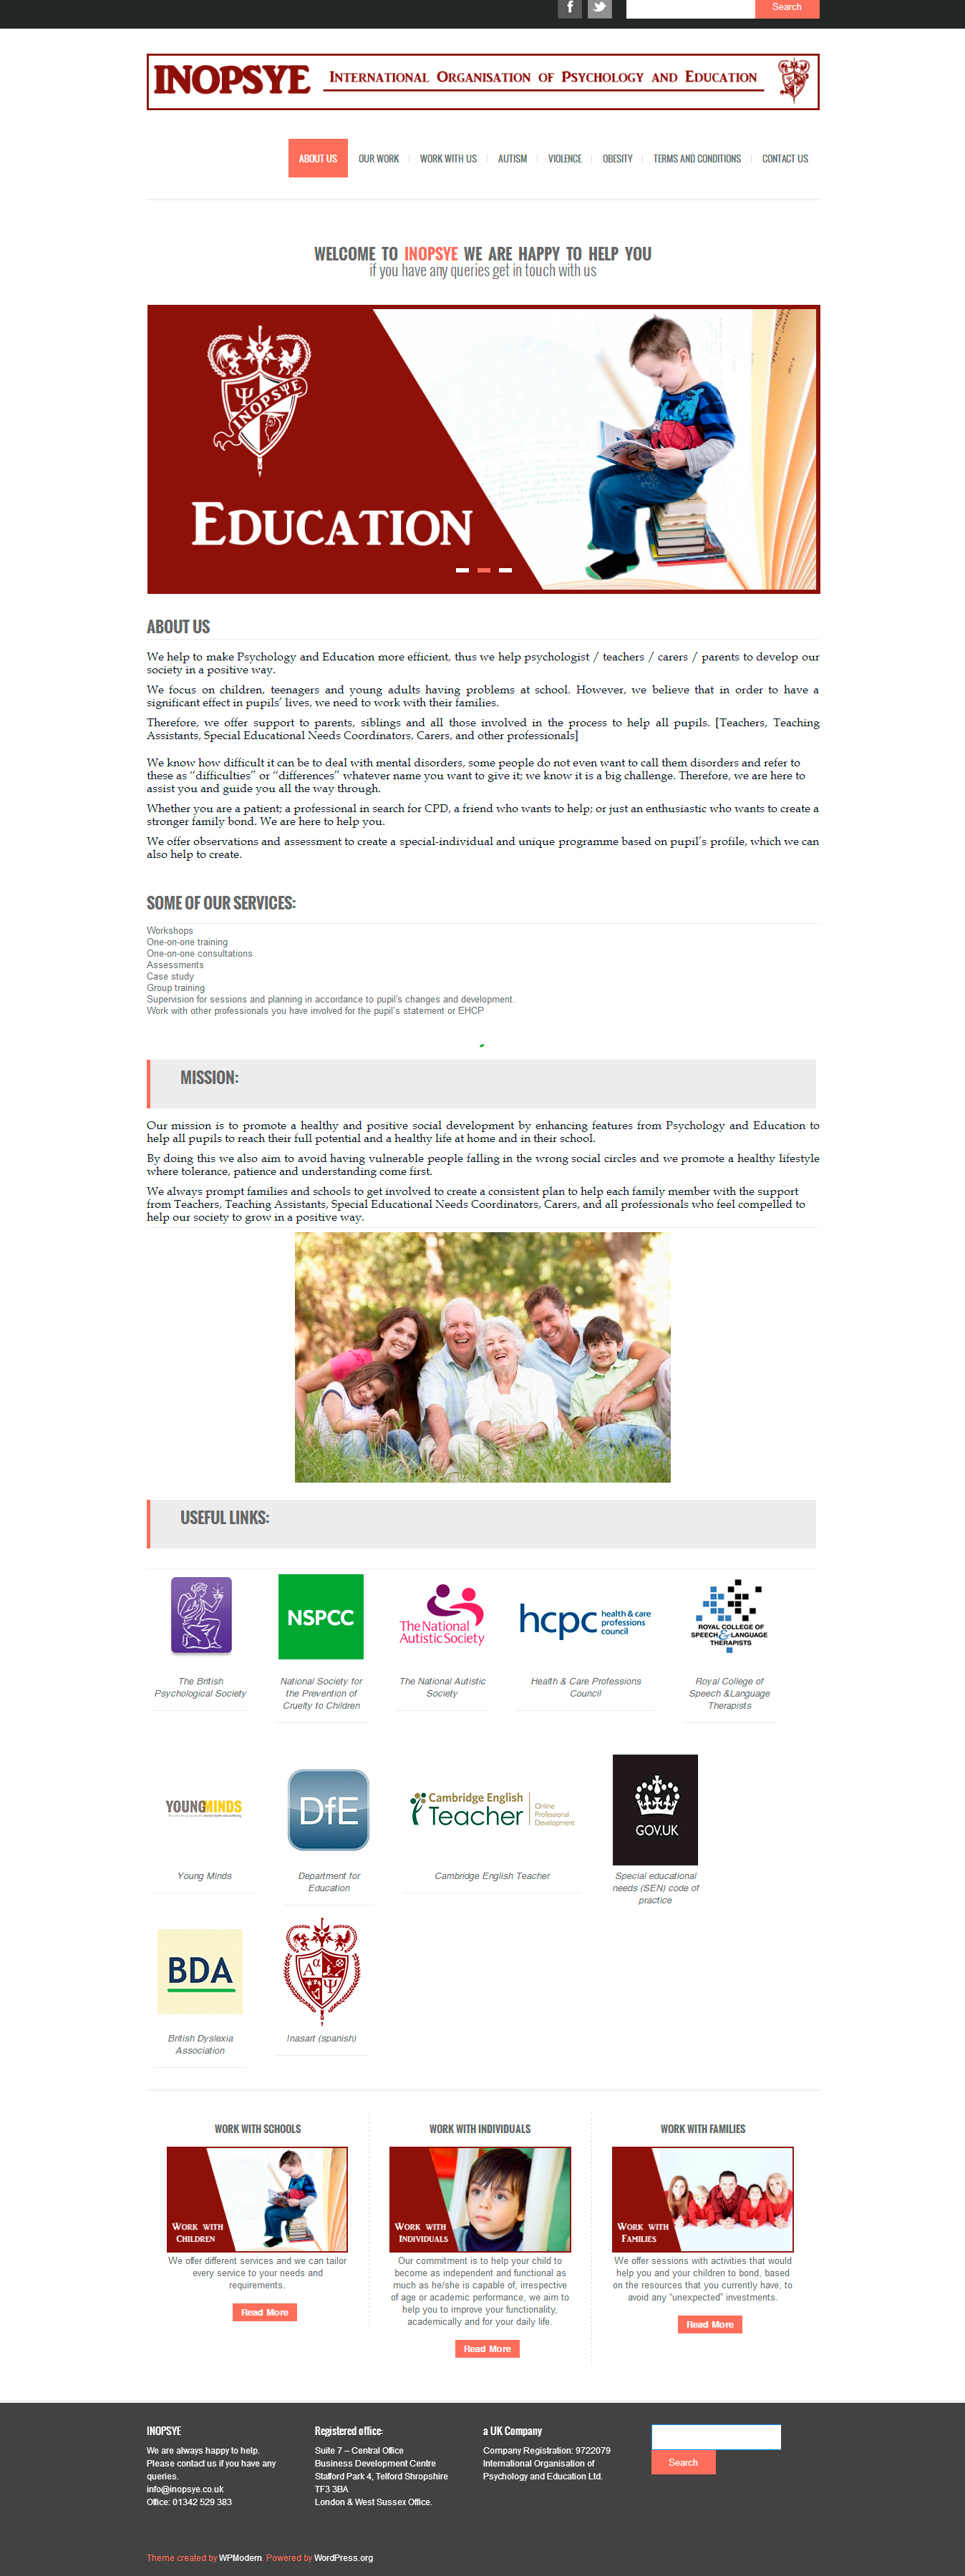 f
Search
INOPSYE International Organisation of Psychology and Education
ABOUT US
OUR WORK
WORK WITH US
AUTISM
VIOLENCE
OBESITY
TERMS AND CONDITIONS
CONTACT US
WELCOME TO INOPSYE WE ARE HAPPY TO HELP YOU
if you have any queries get in touch with us
Ψ
INOPSYE
Education
ABOUT US
We help to make Psychology and Education more efficient, thus we help psychologist / teachers / carers / parents to develop our
society in a positive way.
We focus on children, teenagers and young adults having problems at school. However, we believe that in order to have a
significant effect in pupils' lives, we need to work with their families.
Therefore, we offer support to parents, siblings and all those involved in the process to help all pupils. [Teachers, Teaching
Assistants, Special Educational Needs Coordinators, Carers, and other professionals]
We know how difficult it can be to deal with mental disorders, some people do not even want to call them disorders and refer to
these as “difficulties” or “differences” whatever name you want to give it; we know it is a big challenge. Therefore, we are here to
assist you and guide you all the way through.
Whether you are a patient; a professional in search for CPD, a friend who wants to help; or just an enthusiastic who wants to create a
stronger family bond. We are here to help you.
We offer observations and assessment to create a special-individual and unique programme based on pupil's profile, which we can
also help to create.
SOME OF OUR SERVICES:
Workshops
One-on-one training
One-on-one consultations
Assessments
Case study
Group training
Supervision for sessions and planning in accordance to pupil's changes and development.
Work with other professionals you have involved for the pupil's statement or EHCP
MISSION:
Our mission is to promote a healthy and positive social development by enhancing features from Psychology and Education to
help all pupils to reach their full potential and a healthy life at home and in their school.
By doing this we also aim to avoid having vulnerable people falling in the wrong social circles and we promote a healthy lifestyle
where tolerance, patience and understanding come first.
We always prompt families and schools to get involved to create a consistent plan to help each family member with the support
from Teachers, Teaching Assistants, Special Educational Needs Coordinators, Carers, and all professionals who feel compelled to
help our society to grow in a positive way.
USEFUL LINKS:
NSPCC
The National
Autistic Society
hcpc health & care
professions
council
ROYAL COLLEGE OF
SPEECH & LANGUAGE
THERAPISTS
The British
Psychological Society
National Society for
the Prevention of
Cruelty to Children
The National Autistic
Society
Health & Care Professions
Council
Royal College of
Speech &Language
Therapists
YOUNGMINDS
DfE
Cambridge English
Teacher
Online
Professional
Development
GOV.UK
Young Minds
Department for
Education
Cambridge English Teacher
Special educational
needs (SEN) code of
practice
BDA
Aα
Ψ
British Dyslexia
Association
Inasart (spanish)
WORK WITH SCHOOLS
Work with
Children
We offer different services and we can tailor
every service to your needs and
requirements.
Read More
WORK WITH INDIVIDUALS
Work with
individuals
Our commitment is to help your child to
become as independent and functional as
much as he/she is capable of, irrespective
of age or academic performance, we aim to
help you to improve your functionality,
academically and for your daily life.
Read More
WORK WITH FAMILIES
Work with
Families
We offer sessions with activities that would
help you and your children to bond, based
on the resources that you currently have, to
avoid any “unexpected” investments.
Read More
INOPSYE
We are always happy to help.
Please contact us if you have any
queries.
info@inopsye.co.uk
Office: 01342 529 383
Registered office:
Suite 7 – Central Office
Business Development Centre
Stafford Park 4, Telford Shropshire
TF3 3BA
London & West Sussex Office.
a UK Company
Company Registration: 9722079
International Organisation of
Psychology and Education Ltd.
Search
Theme created by WPModern. Powered by WordPress.org